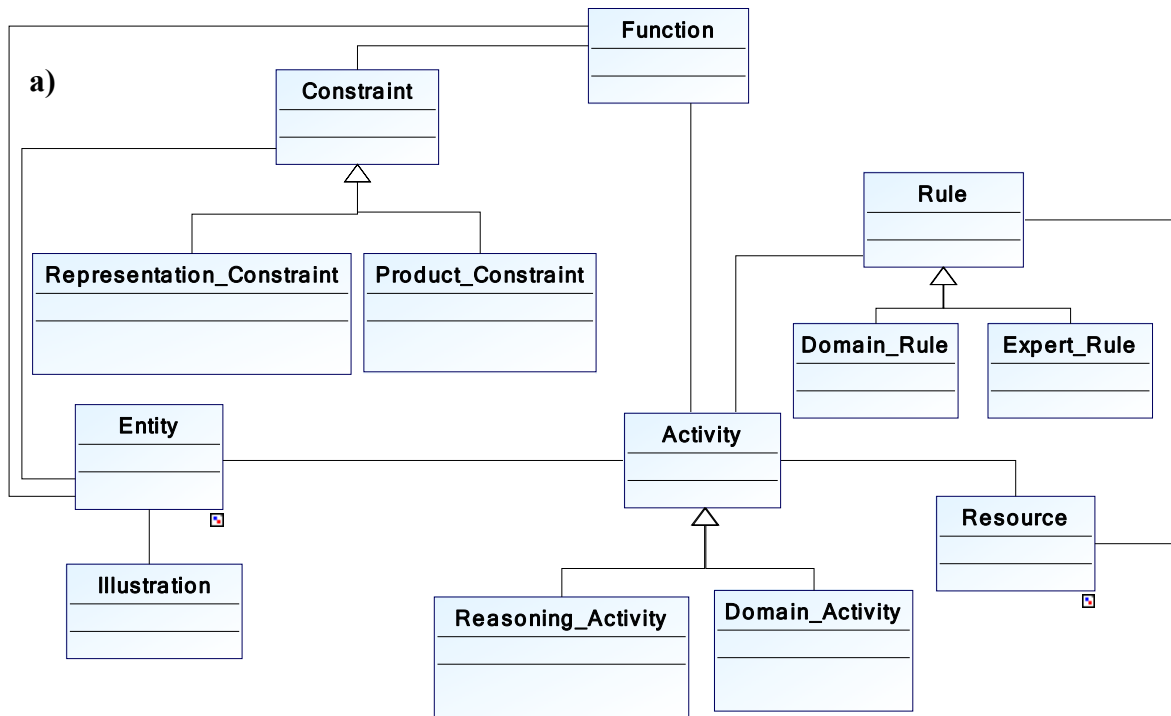 Function
a)
Constraint
Rule
Representation_Constraint
Product_Constraint
Domain_Rule
Expert_Rule
Entity
Activity
Resource
Illustration
Reasoning_Activity
Domain_Activity